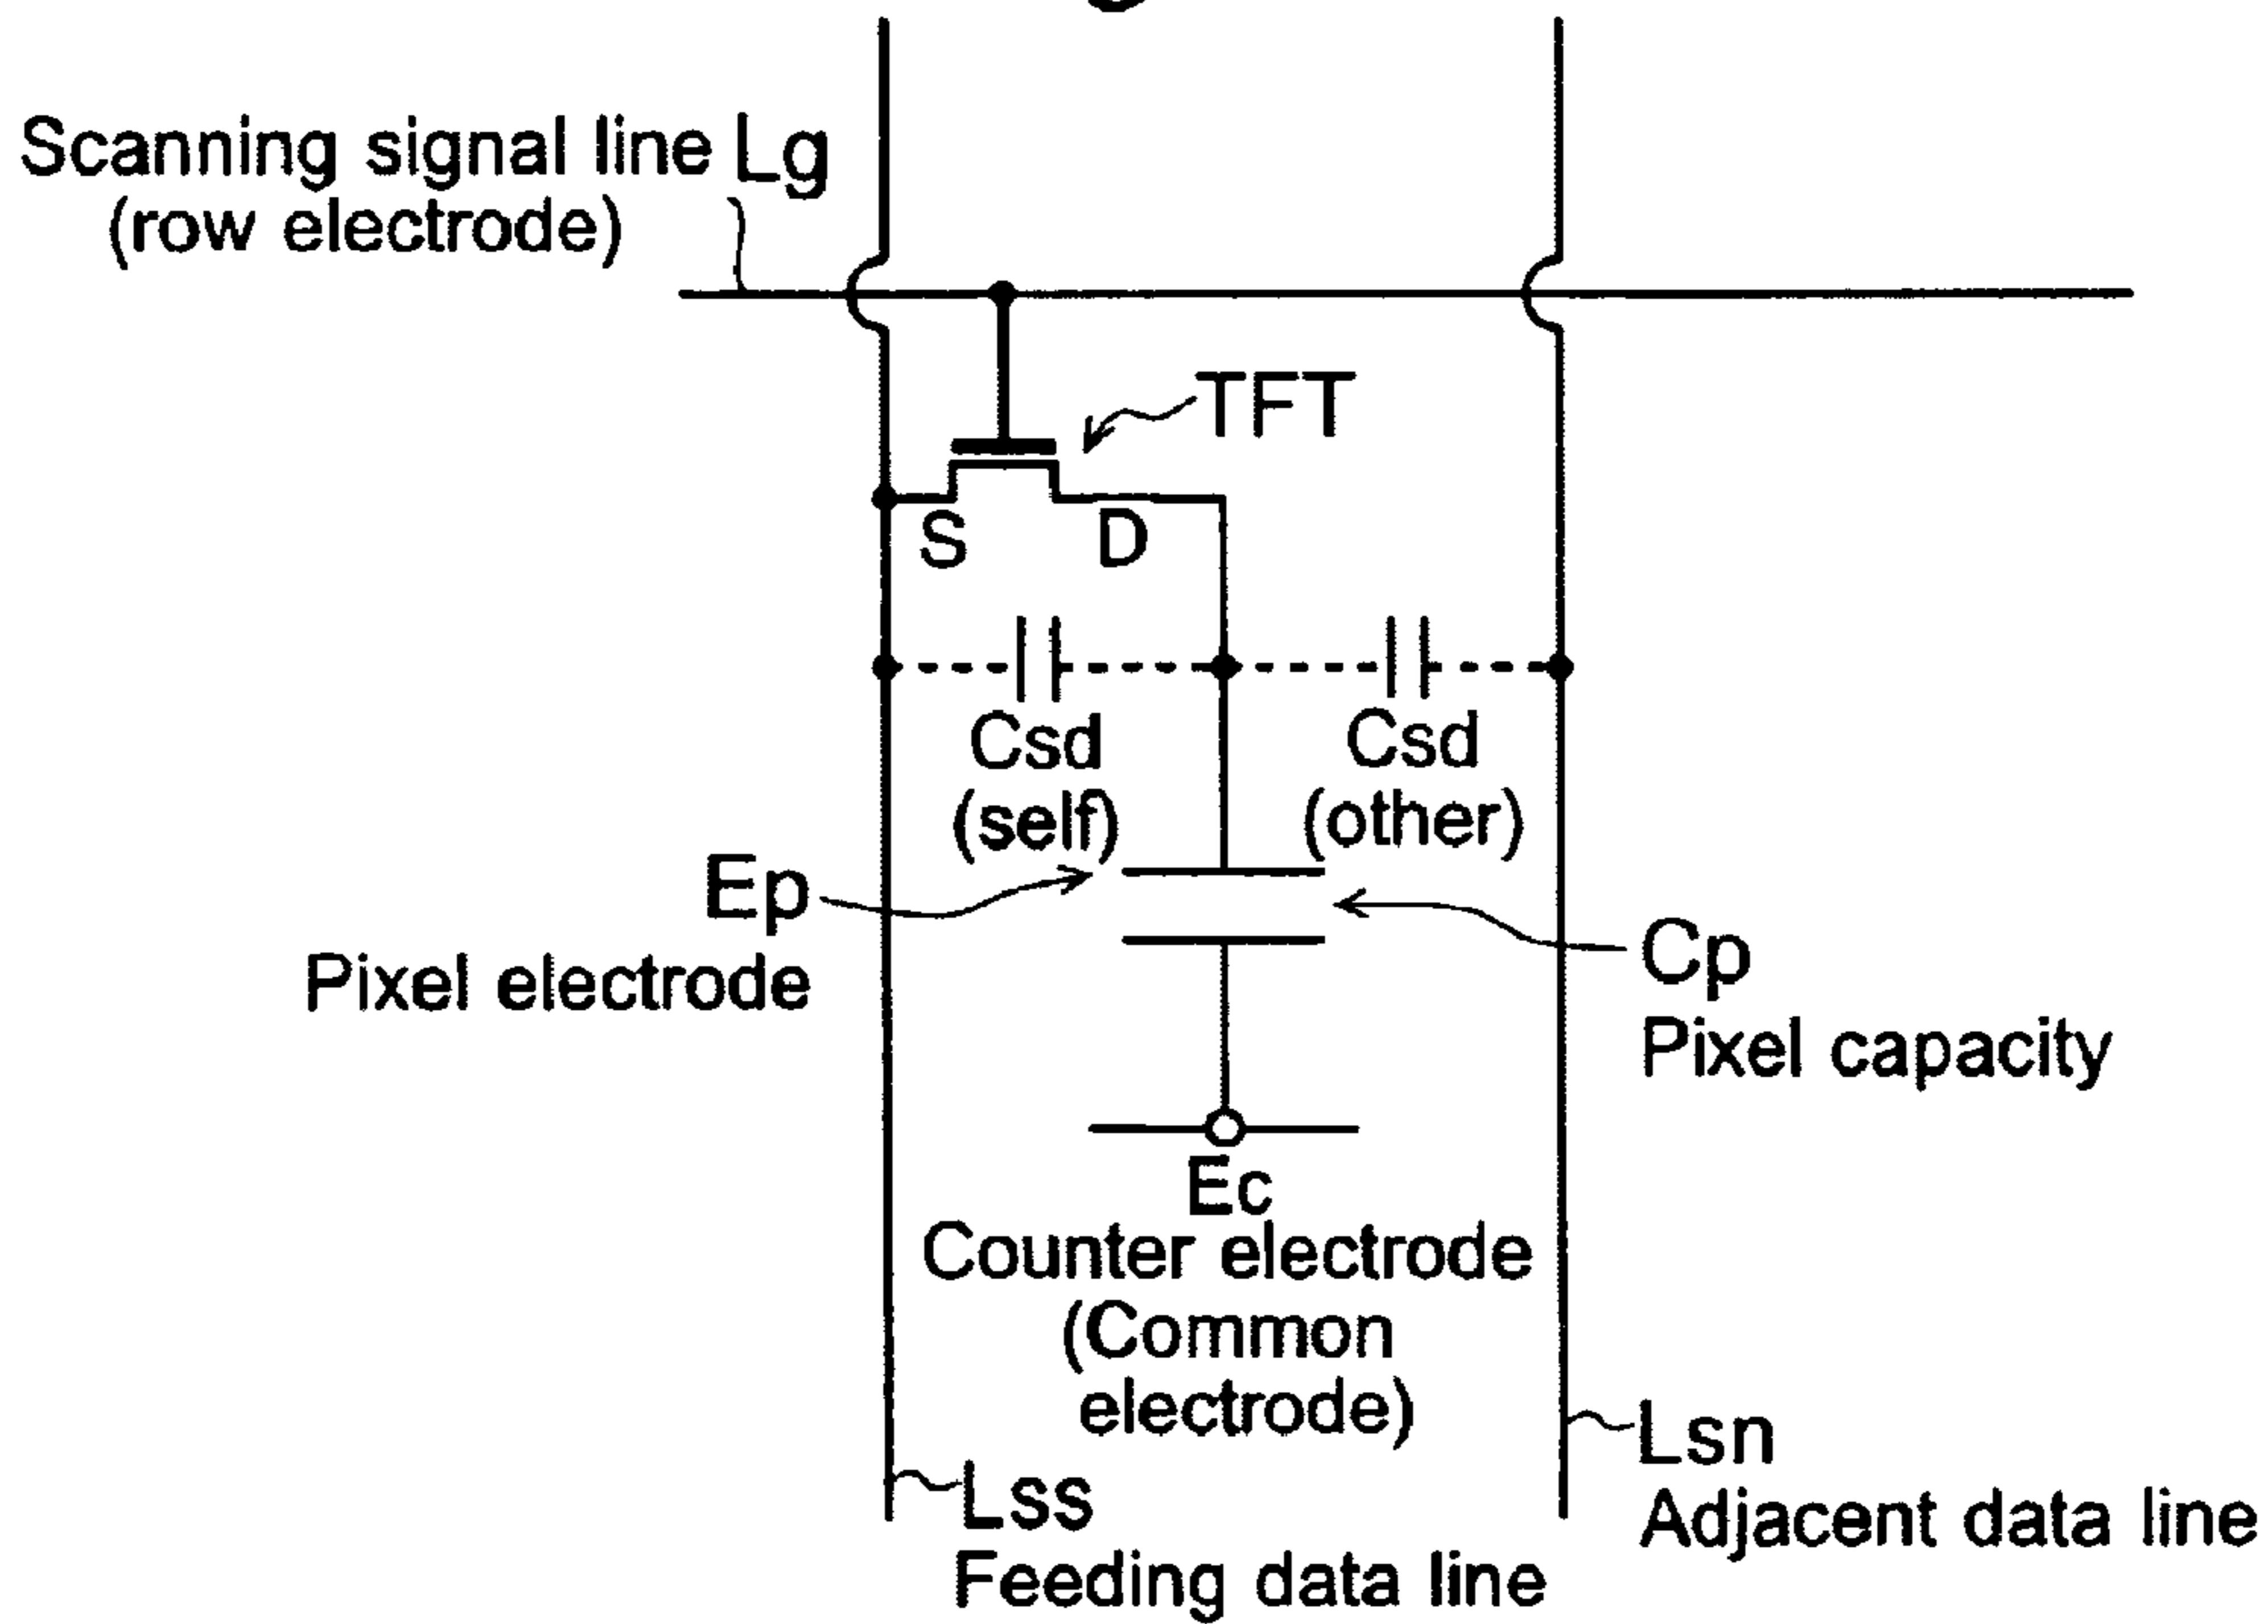 Scanning signal line Lg
(row electrode)
TFT
S
D
Csd
(self)
Csd
(other)
Ep
Pixel electrode
Cp
Pixel capacity
Ec
Counter electrode
(Common
electrode)
Lsn
Adjacent data line
Lss
Feeding data line